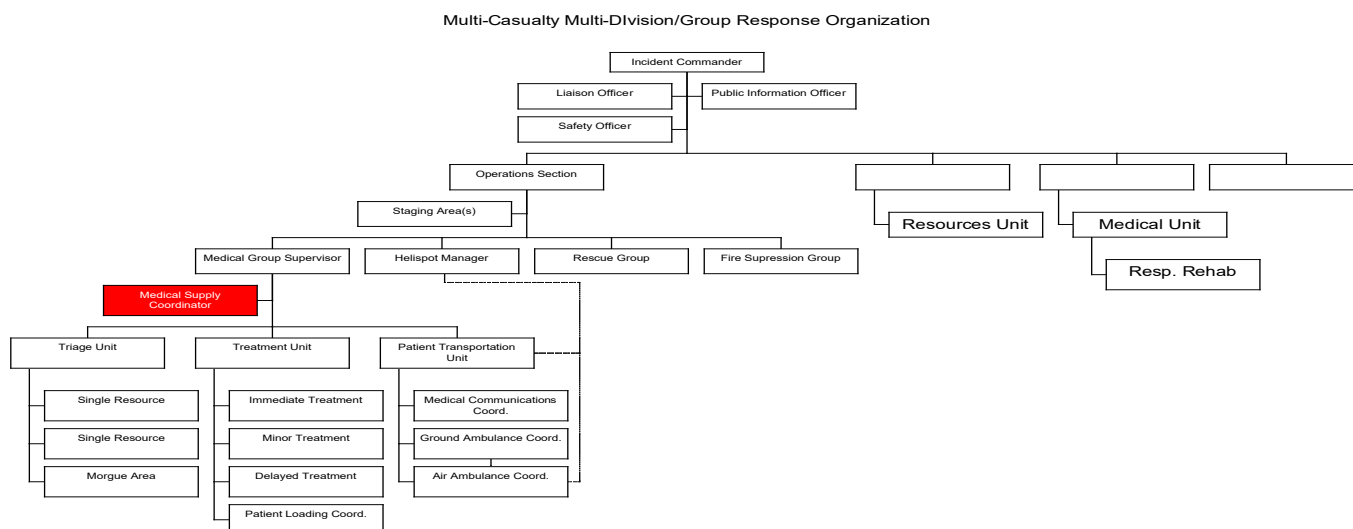 Multi-Casualty Multi-DIvision/Group Response Organization
Incident Commander
Liaison Officer
Public Information Officer
Safety Officer
Operations Section
Staging Area(s)
Resources Unit
Medical Unit
Medical Group Supervisor
Helispot Manager
Rescue Group
Fire Supression Group
Resp. Rehab
Medical Supply
Coordinator
Triage Unit
Treatment Unit
Patient Transportation
Unit
Single Resource
Immediate Treatment
Medical Communications
Coord.
Single Resource
Minor Treatment
Ground Ambulance Coord.
Morgue Area
Delayed Treatment
Air Ambulance Coord.
Patient Loading Coord.